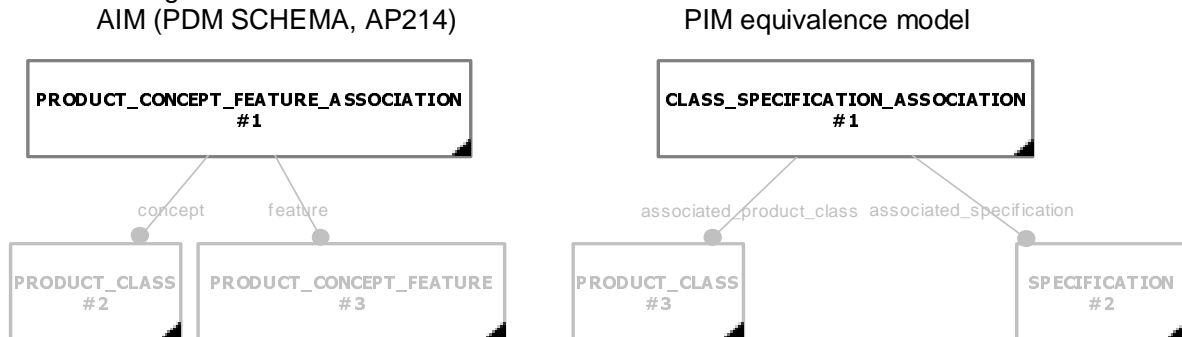 AIM (PDM SCHEMA, AP214)
PIM equivalence model
PRODUCT_CONCEPT_FEATURE_ASSOCIATION
#1
CLASS_SPECIFICATION_ASSOCIATION
#1
concept
feature
associated_product_class
associated_specification
PRODUCT_CLASS
#2
PRODUCT_CONCEPT_FEATURE
#3
PRODUCT_CLASS
#3
SPECIFICATION
#2